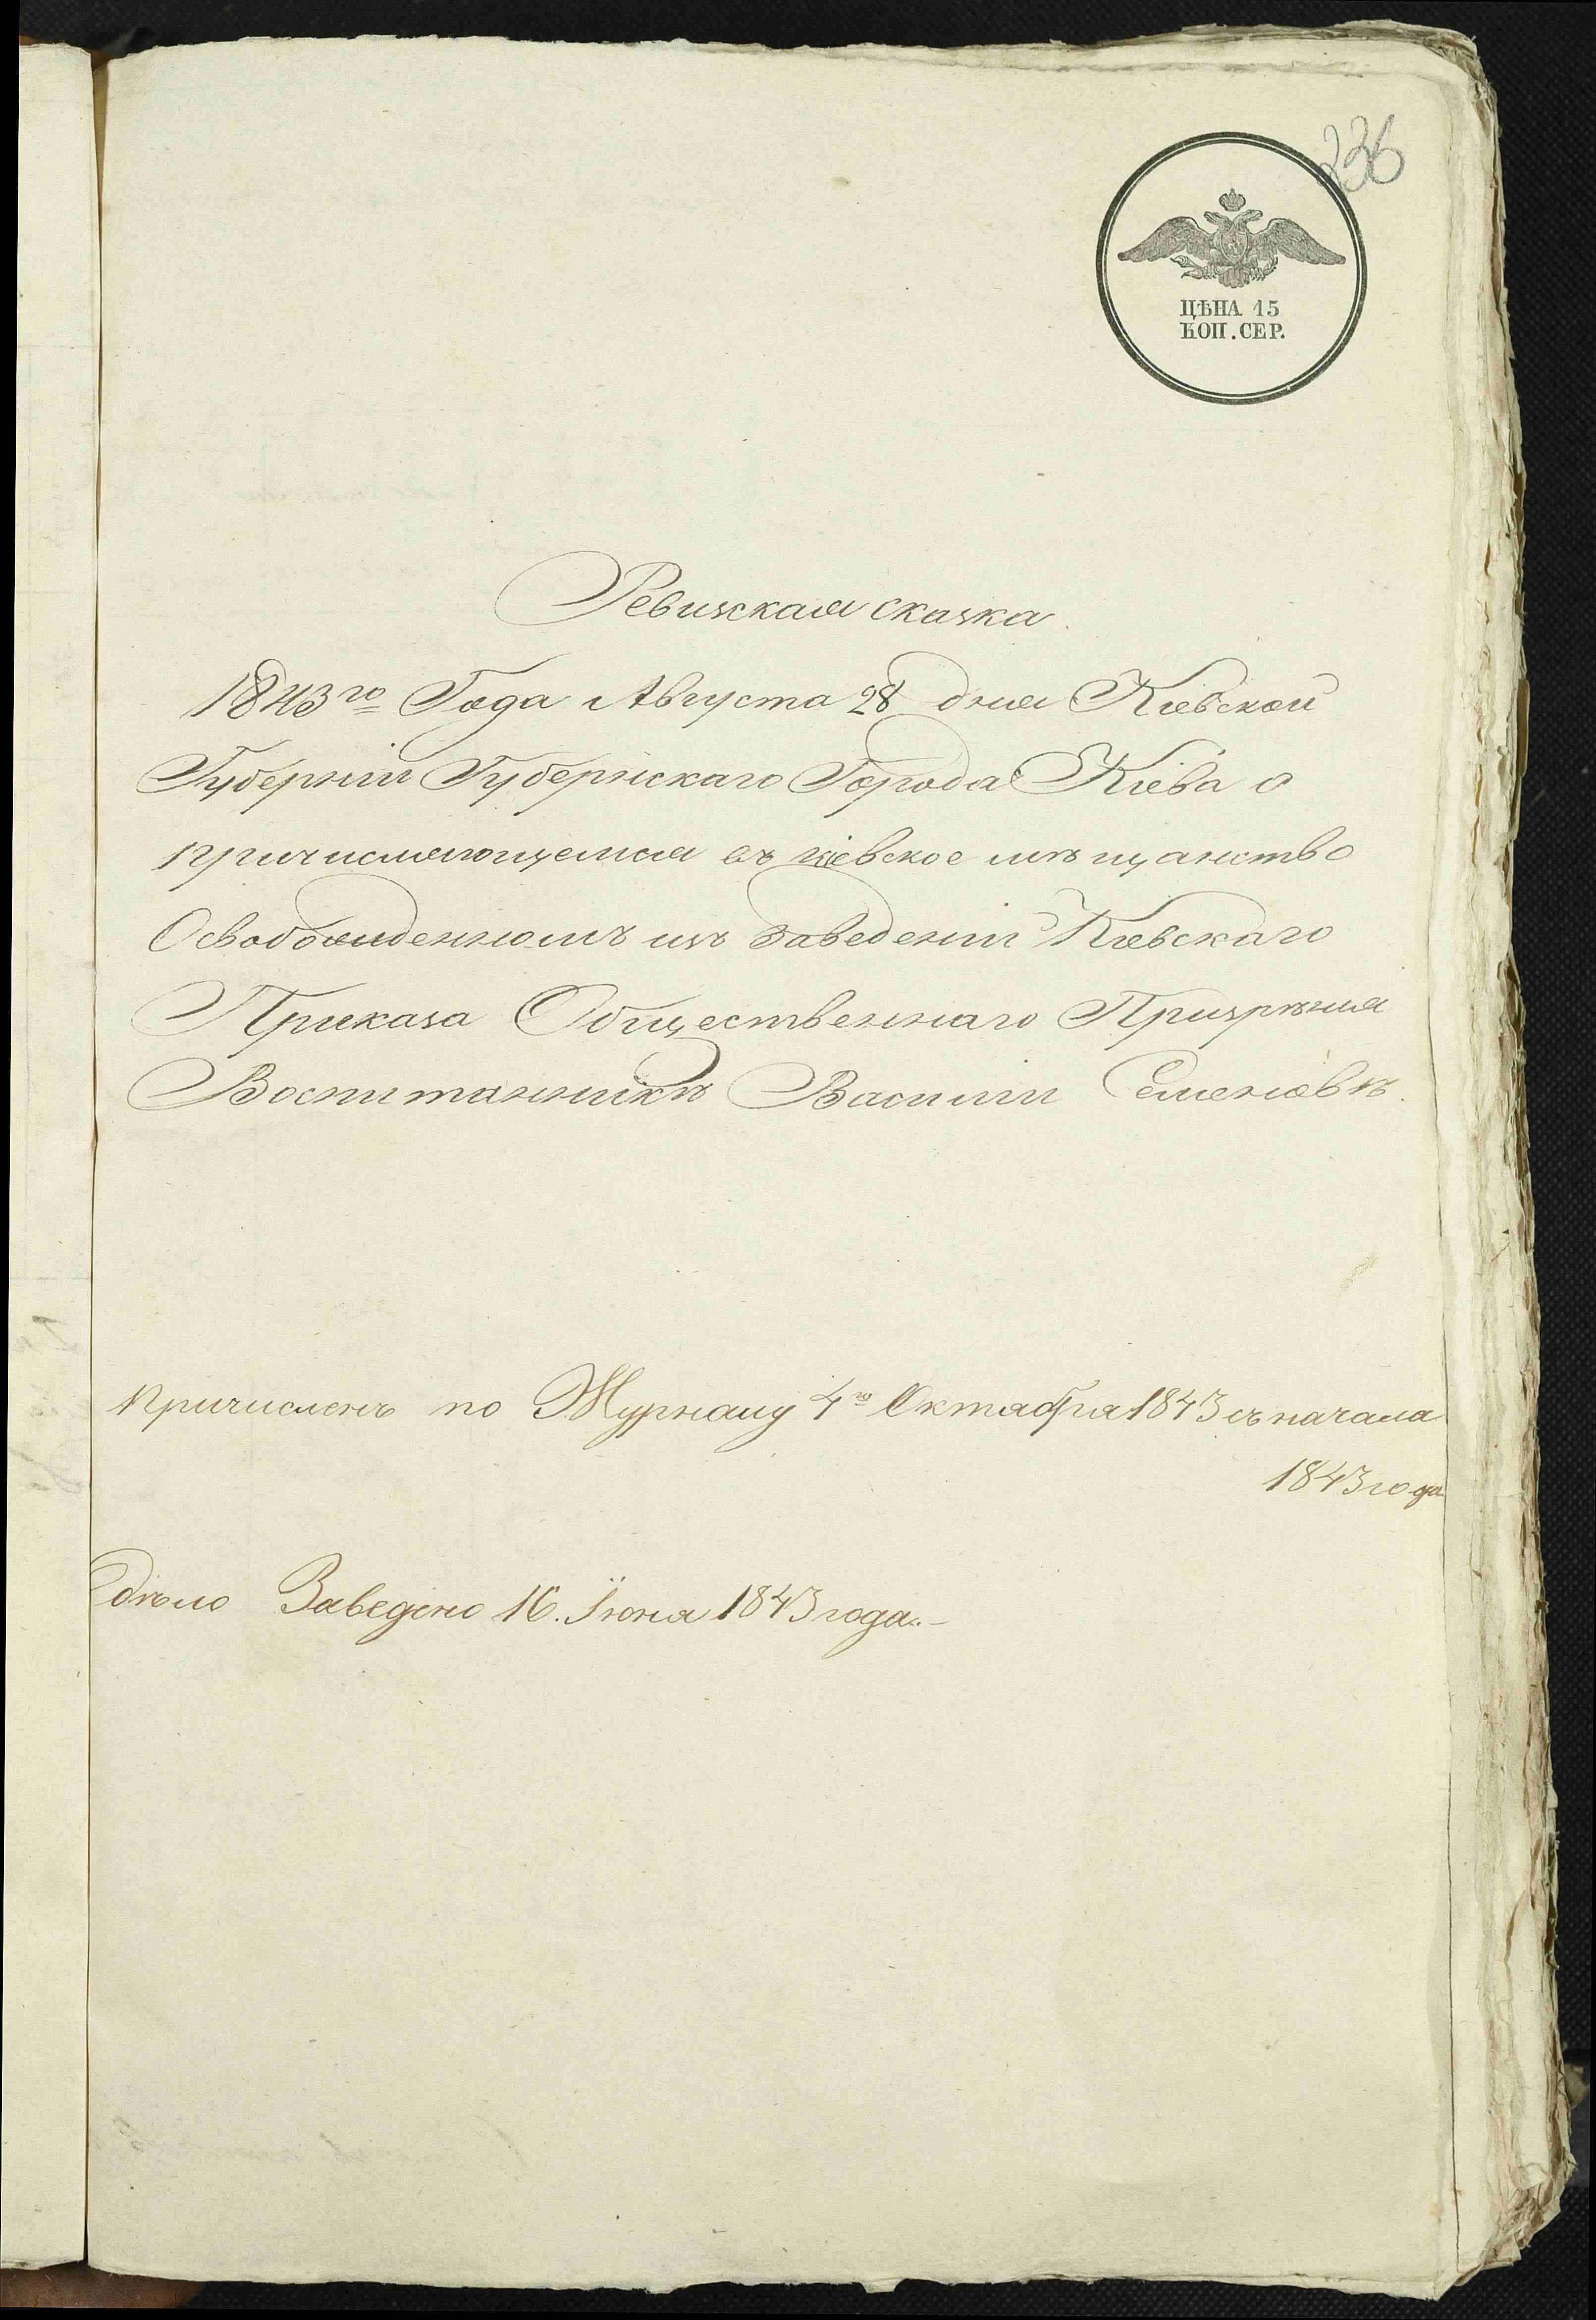 236
ЦѢНА 15
КОП. СЕР.
Ревизская сказка.
1843го Года Августа 28 дня Кіевской
Губерніи Губернскаго Города Кіева о
причисляющемся въ кіевское мѣщанство
Освобожденномъ изъ Заведеній Кіевскаго
Приказа Общественнаго Призрѣнія
Воспитанникѣ Василіи Семеновѣ.
Причисленъ по Журналу 4го Октября 1843 съ начала
1843 года
Дѣло Заведено 16. Іюня 1843 года.-